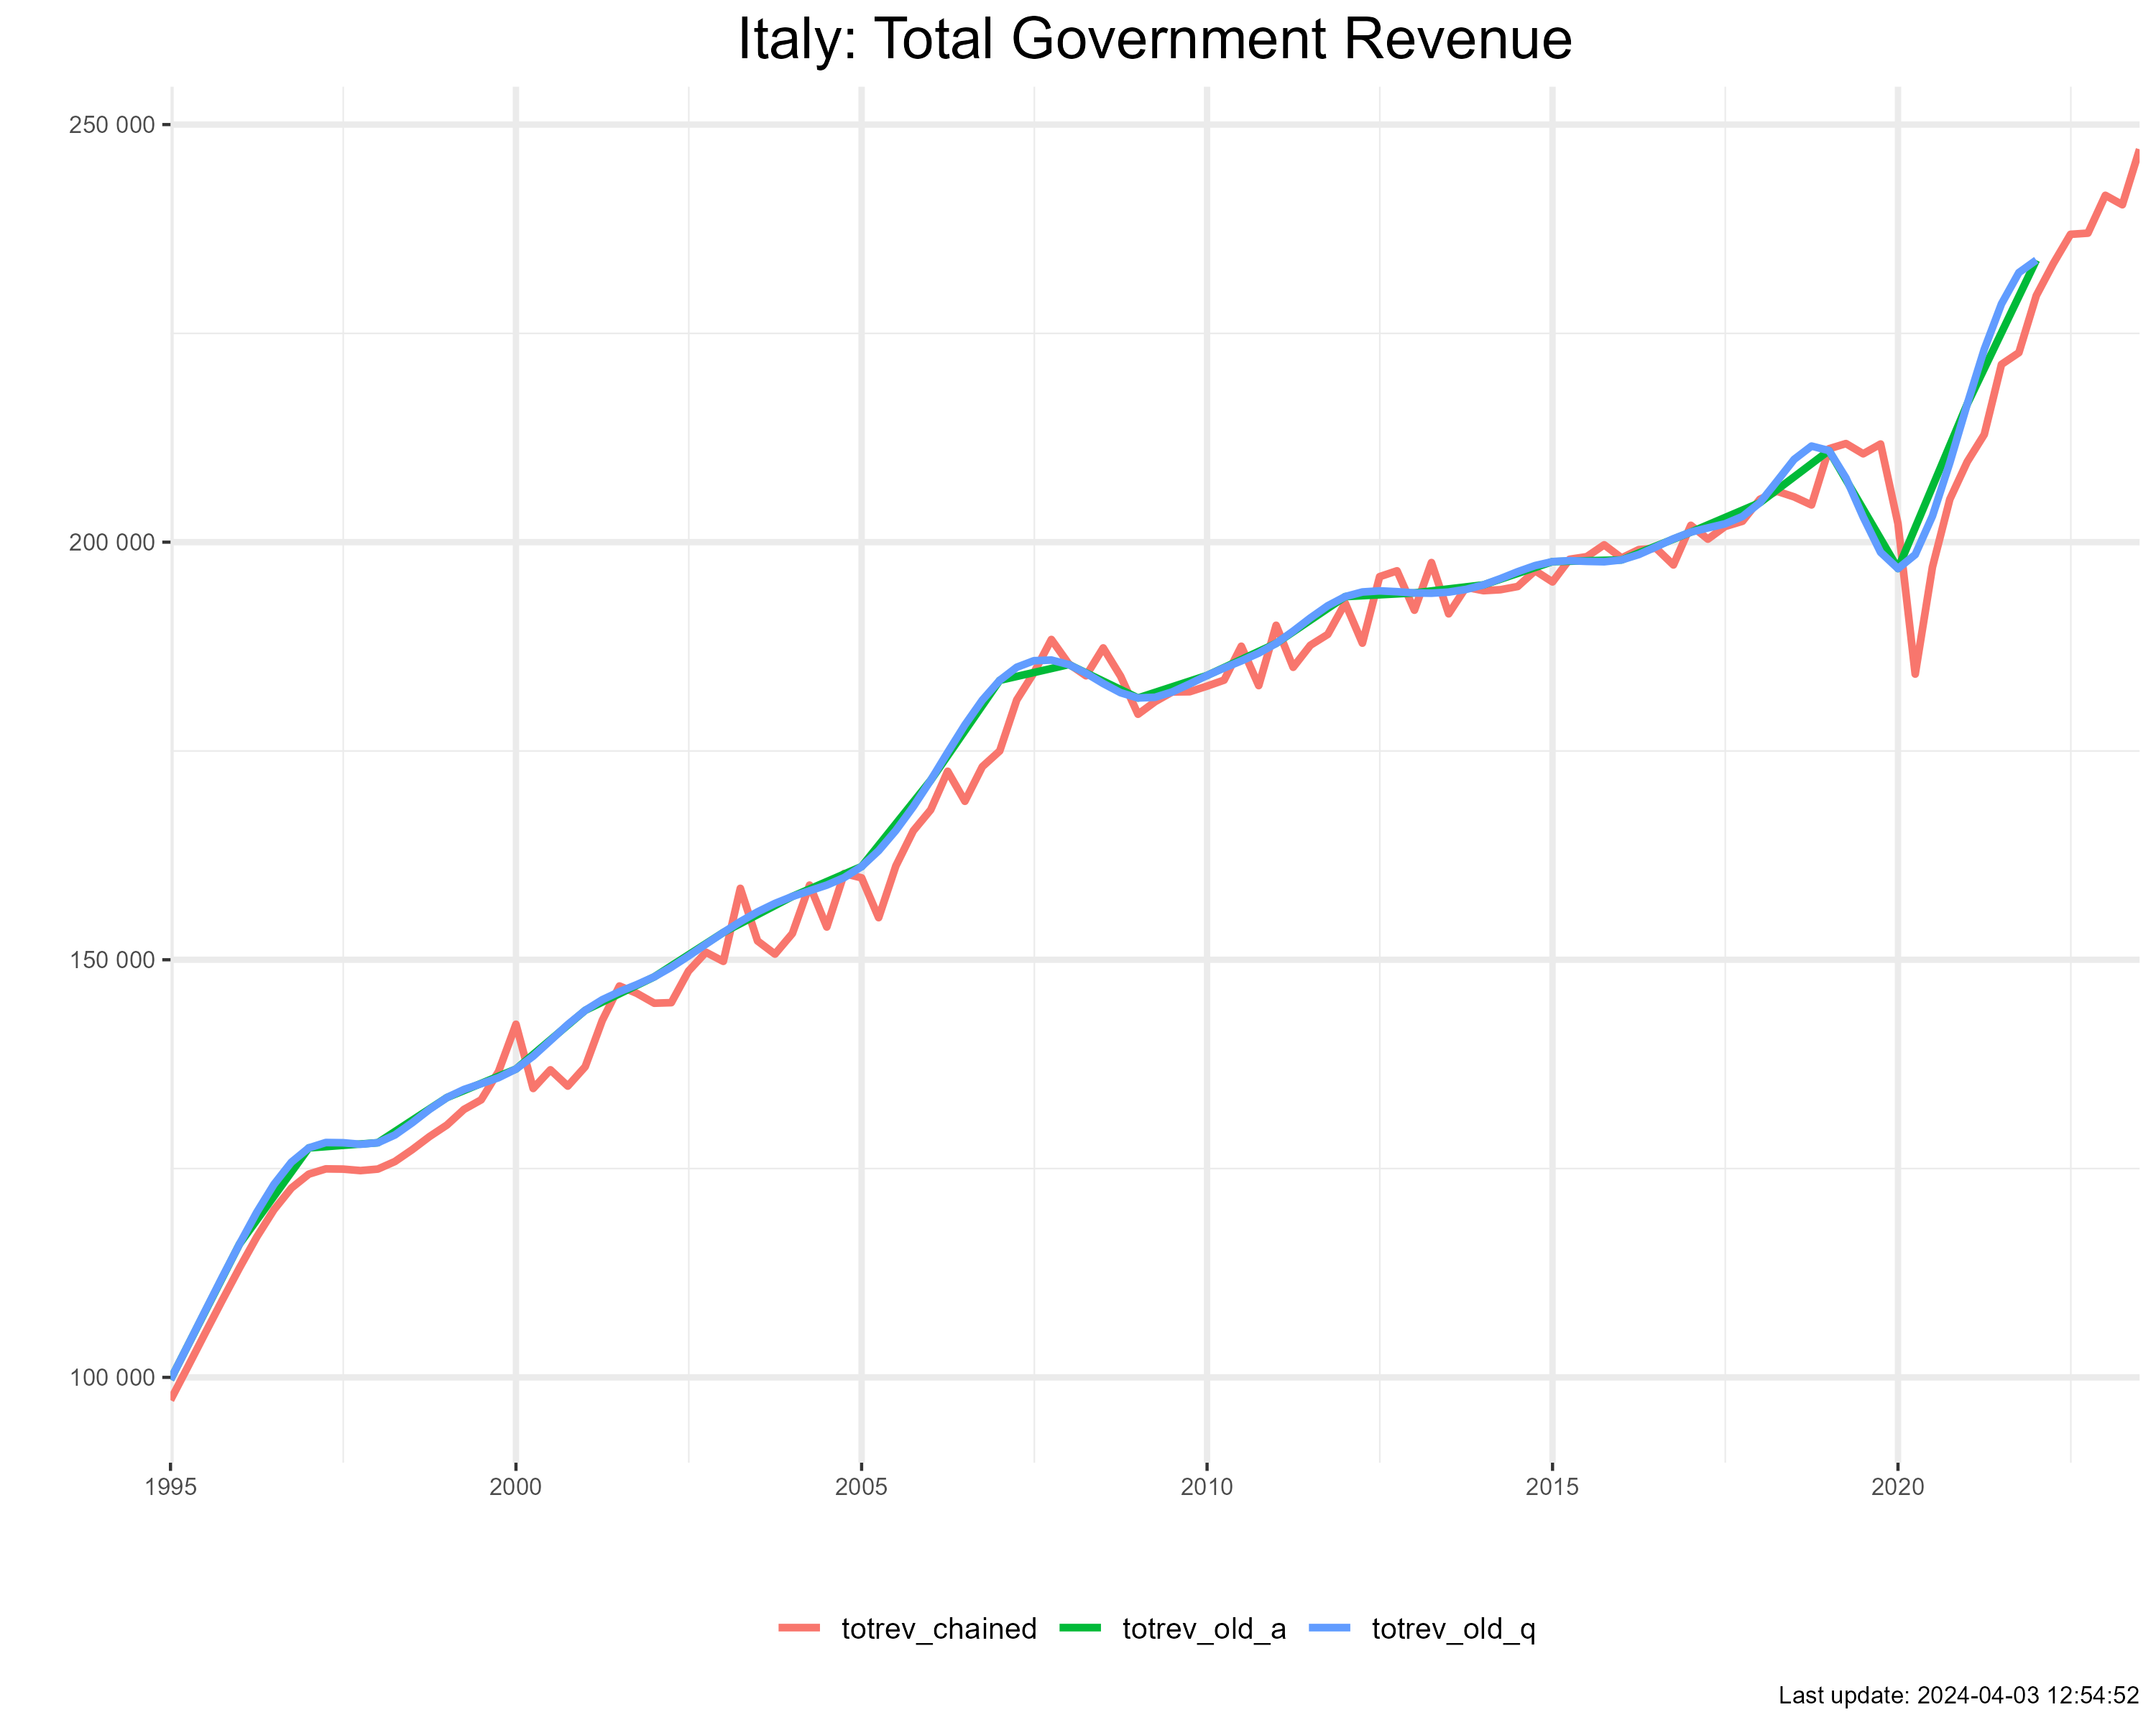 Italy: Total Government Revenue
250 000
200 000
150 000
100 000
1995 2000 2005 2010 2015 2020
totrev_chained totrev_old_a totrev_old_q
Last update: 2024-04-03 12:54:52